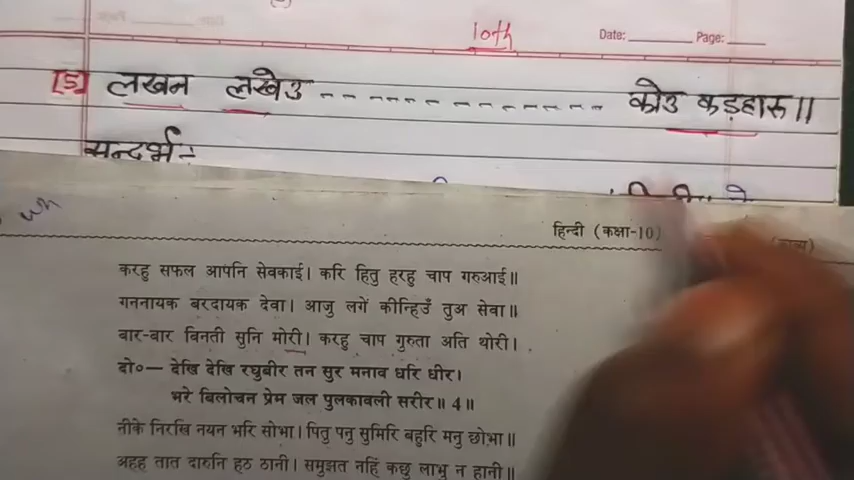 10th
Date: Page:
[5] लखन लखेउ - - - - - - - - - - - - - - कोउ कड़हारू॥
सन्दर्भ:-
हिन्दी (कक्षा-10)
करहु सफल आपनि सेवकाई। करि हितु हरहु चाप गरुआई॥
गननायक बरदायक देवा। आजु लगें कीन्हिउँ तुअ सेवा॥
बार-बार बिनती सुनि मोरी। करहु चाप गुरुता अति थोरी।
दो०— देखि देखि रघुबीर तन सुर मनाव धरि धीर।
भरे बिलोचन प्रेम जल पुलकावली सरीर॥ 4॥
नीके निरखि नयन भरि सोभा। पितु पनु सुमिरि बहुरि मनु छोभा॥
अहह तात दारुनि हठ ठानी। समुझत नहिं कछु लाभु न हानी॥